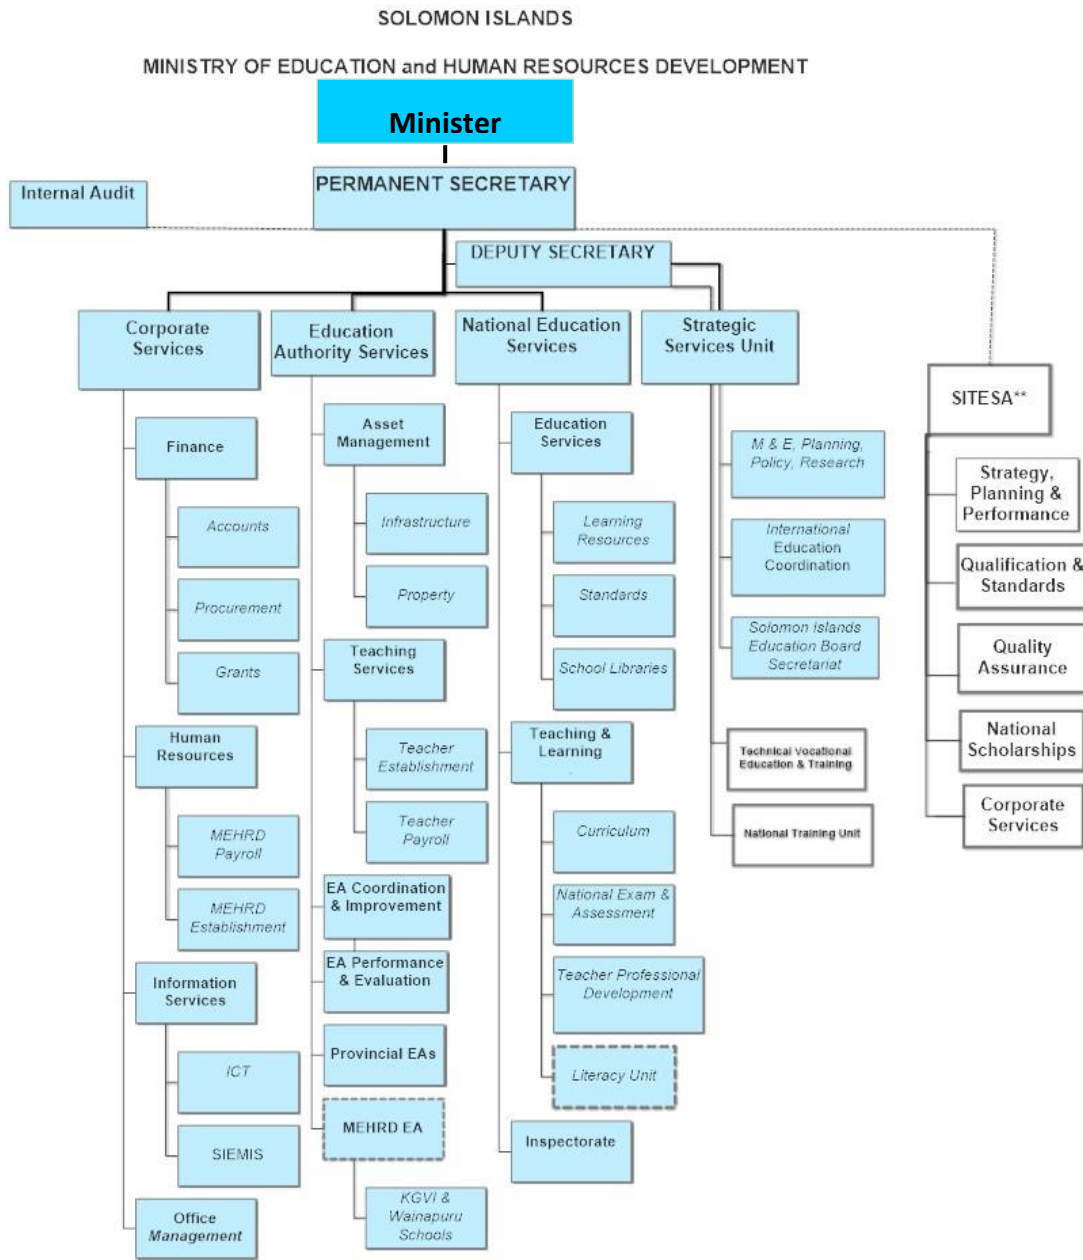 SOLOMON ISLANDS
MINISTRY OF EDUCATION and HUMAN RESOURCES DEVELOPMENT
Minister
PERMANENT SECRETARY
Internal Audit
DEPUTY SECRETARY
Corporate
Services
Education
Authority Services
National Education
Services
Strategic
Services Unit
SITESA**
Finance
Accounts
Procurement
Grants
Human
Resources
MEHRD
Payroll
MEHRD
Establishment
Information
Services
ICT
SIEMIS
Office
Management
Asset
Management
Infrastructure
Property
Teaching
Services
Teacher
Establishment
Teacher
Payroll
EA Coordination
& Improvement
EA Performance
& Evaluation
Provincial EAs
MEHRD EA
KGVI &
Wainapuru
Schools
Education
Services
Learning
Resources
Standards
School Libraries
Teaching &
Learning
Curriculum
National Exam &
Assessment
Teacher Professional
Development
Literacy Unit
Inspectorate
M & E, Planning,
Policy, Research
International
Education
Coordination
Solomon Islands
Education Board
Secretariat
Technical Vocational
Education & Training
National Training Unit
Strategy,
Planning &
Performance
Qualification &
Standards
Quality
Assurance
National
Scholarships
Corporate
Services